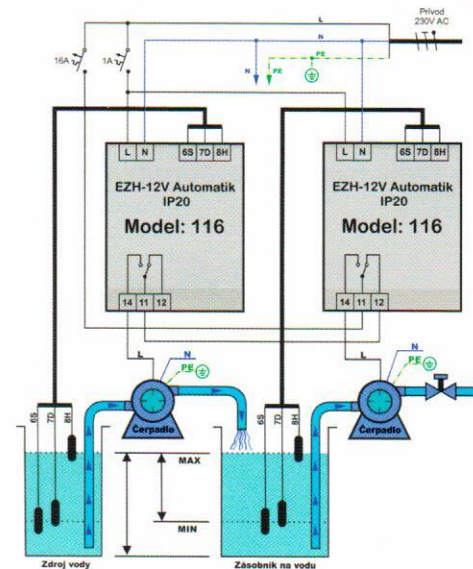 Prívod
230V AC
L
N
PE
16A
1A
N
PE
L N 6S 7D 8H
EZH-12V Automatik
IP20
Model: 116
14 11 12
L N 6S 7D 8H
EZH-12V Automatik
IP20
Model: 116
14 11 12
L
N
PE
Čerpadlo
L
N
PE
Čerpadlo
6S 7D 8H
6S 7D 8H
MAX
MIN
Zdroj vody
Zásobník na vodu